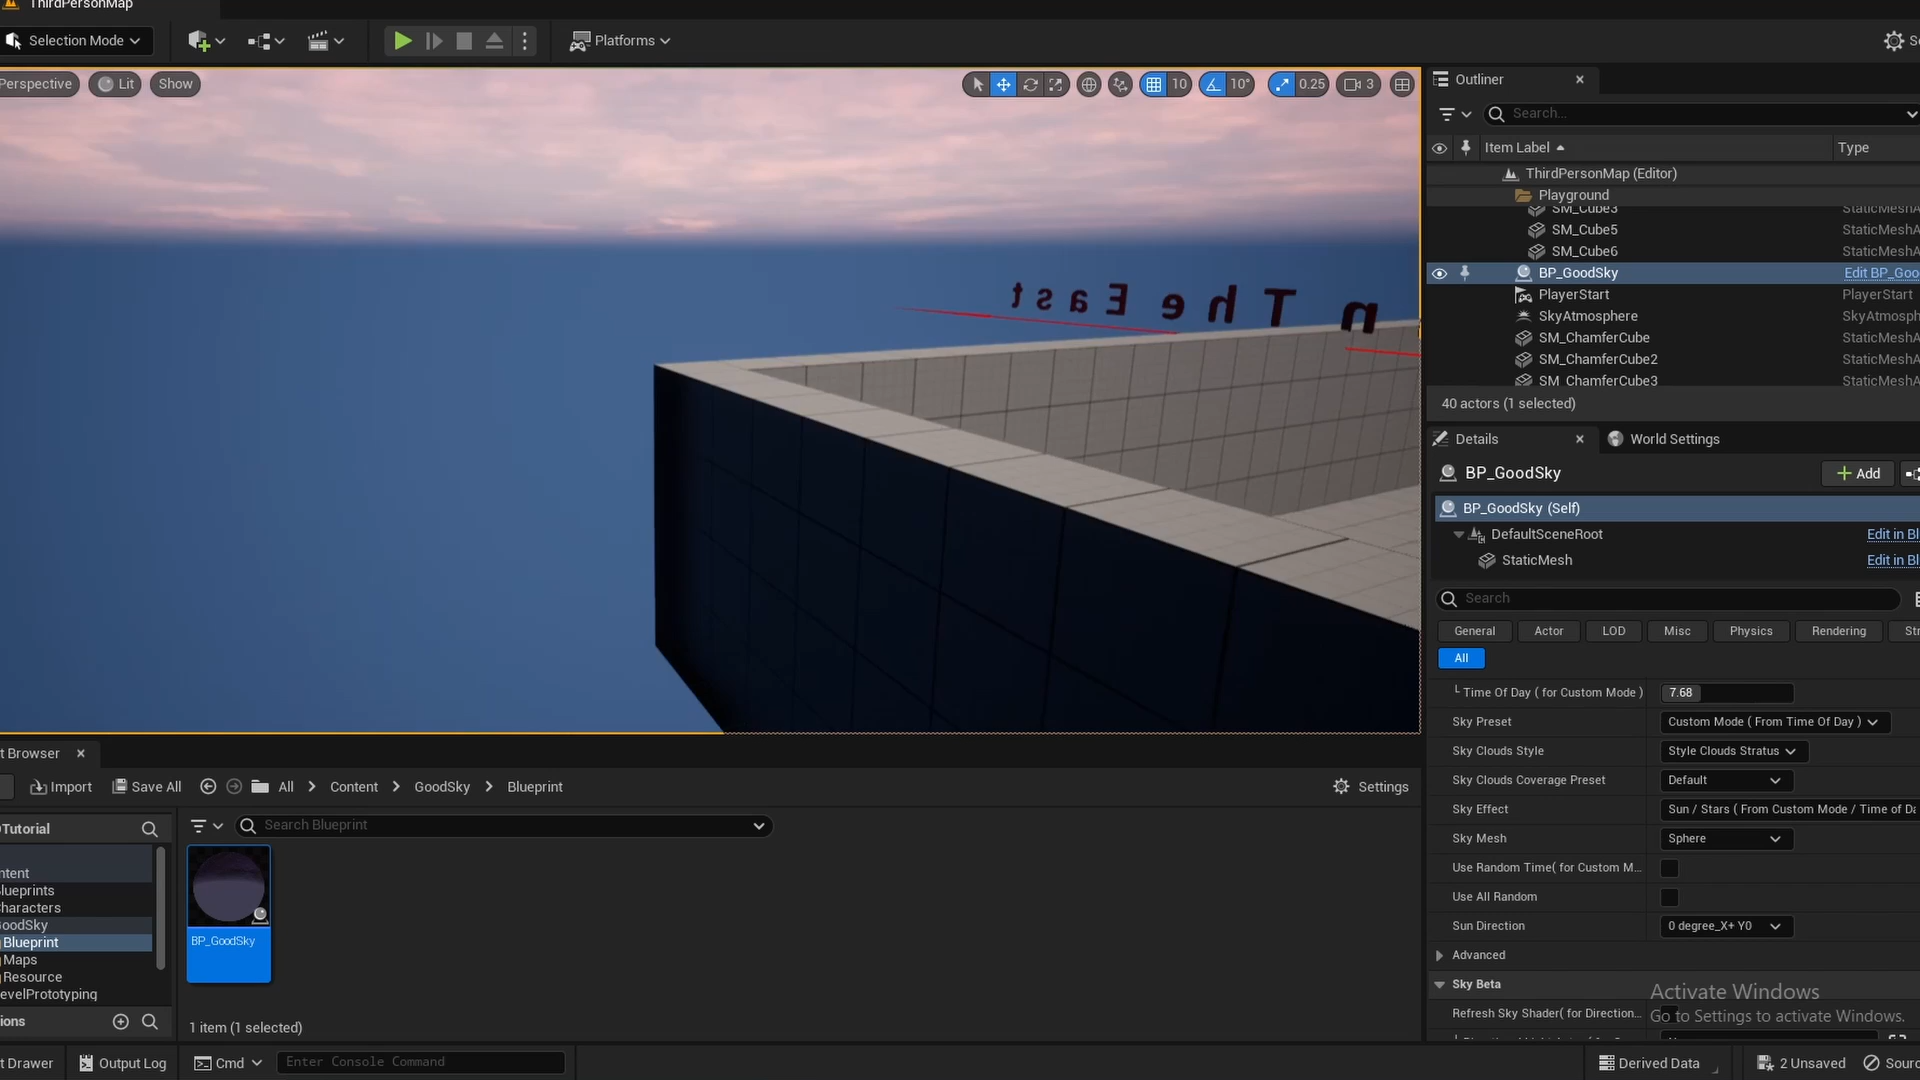 ThirdPersonMap
Selection Mode
Platforms
Perspective
Lit
Show
10
10°
0.25
3
n The East
Outliner
Search...
Item Label
Type
ThirdPersonMap (Editor)
Playground
SM_Cube3
StaticMeshA
SM_Cube5
StaticMeshA
SM_Cube6
StaticMeshA
BP_GoodSky
Edit BP_Goo
PlayerStart
PlayerStart
SkyAtmosphere
SkyAtmosph
SM_ChamferCube
StaticMeshA
SM_ChamferCube2
StaticMeshA
SM_ChamferCube3
StaticMeshA
40 actors (1 selected)
Details
World Settings
BP_GoodSky
Add
BP_GoodSky (Self)
DefaultSceneRoot
Edit in Bl
StaticMesh
Edit in Bl
Search
General
Actor
LOD
Misc
Physics
Rendering
Str
All
Time Of Day ( for Custom Mode )
7.68
Sky Preset
Custom Mode ( From Time Of Day )
Sky Clouds Style
Style Clouds Stratus
Sky Clouds Coverage Preset
Default
Sky Effect
Sun / Stars ( From Custom Mode / Time of Da
Sky Mesh
Sphere
Use Random Time( for Custom M...
Use All Random
Sun Direction
0 degree_X+ Y0
Advanced
Sky Beta
Refresh Sky Shader( for Direction...
Activate Windows
Go to Settings to activate Windows.
t Browser
Import
Save All
All
Content
GoodSky
Blueprint
Settings
Tutorial
Search Blueprint
ntent
lueprints
haracters
oodSky
Blueprint
Maps
Resource
evelPrototyping
ions
BP_GoodSky
1 item (1 selected)
t Drawer
Output Log
Cmd
Enter Console Command
Derived Data
2 Unsaved
Sourc